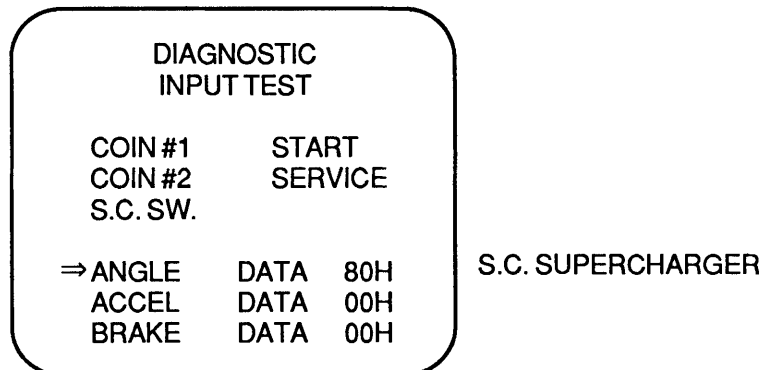 DIAGNOSTIC
INPUT TEST
COIN #1 START
COIN #2 SERVICE
S.C. SW.
⇒ANGLE DATA 80H
ACCEL DATA 00H
BRAKE DATA 00H
S.C. SUPERCHARGER